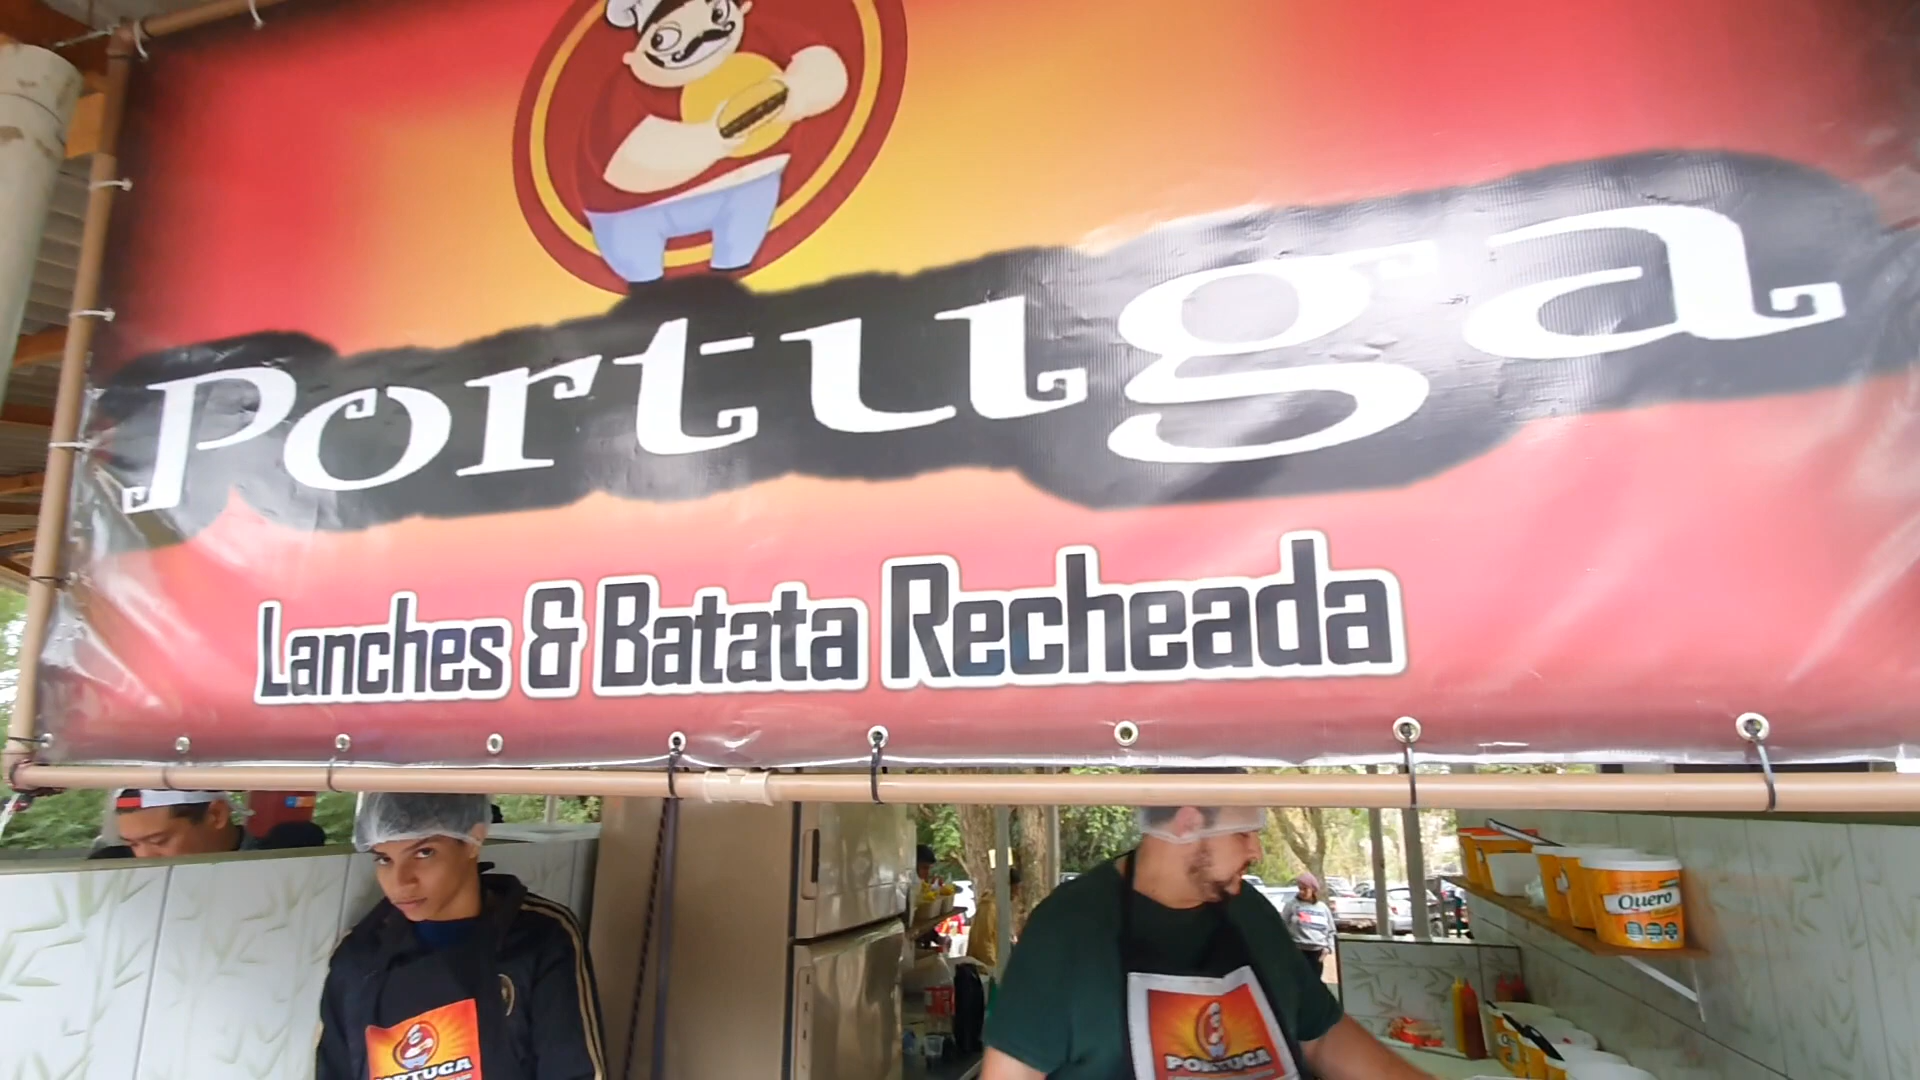 Portuga
Lanches & Batata Recheada
Quero
PORTUGA
PORTUGA